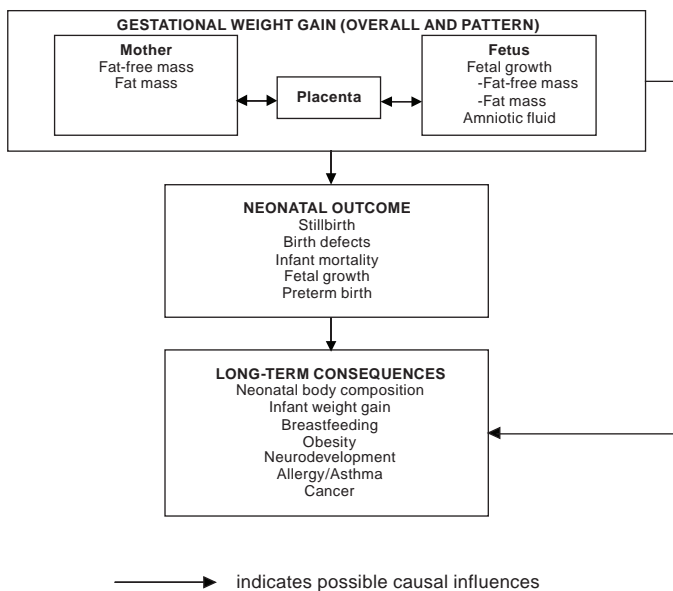 GESTATIONAL WEIGHT GAIN (OVERALL AND PATTERN)
Mother
Fat-free mass
Fat mass
Placenta
Fetus
Fetal growth
-Fat-free mass
-Fat mass
Amniotic fluid
NEONATAL OUTCOME
Stillbirth
Birth defects
Infant mortality
Fetal growth
Preterm birth
LONG-TERM CONSEQUENCES
Neonatal body composition
Infant weight gain
Breastfeeding
Obesity
Neurodevelopment
Allergy/Asthma
Cancer
indicates possible causal influences